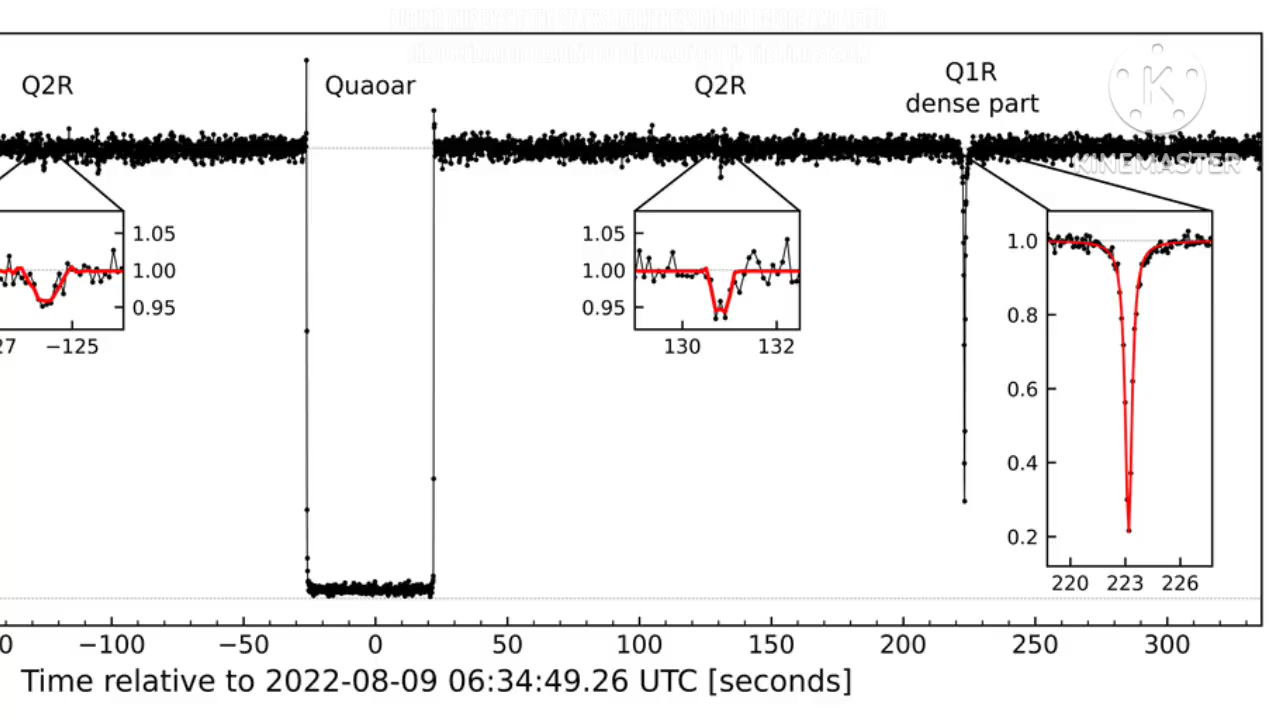 Q2R
Quaoar
Q2R
Q1R
dense part
KINEMASTER
1.05
1.00
0.95
−125
1.05
1.00
0.95
130 132
1.0
0.8
0.6
0.4
0.2
220 223 226
−100 −50 0 50 100 150 200 250 300
Time relative to 2022-08-09 06:34:49.26 UTC [seconds]